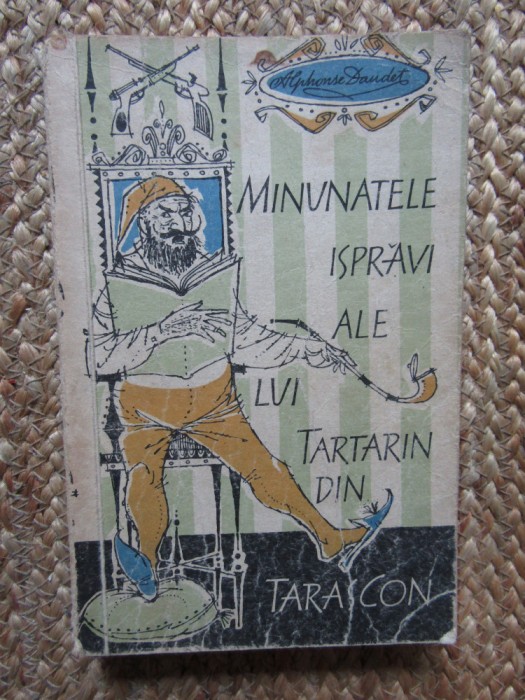 Alphonse Daudet
MINUNATELE
ISPRĂVI
ALE
LUI
TARTARIN
DIN
TARASCON